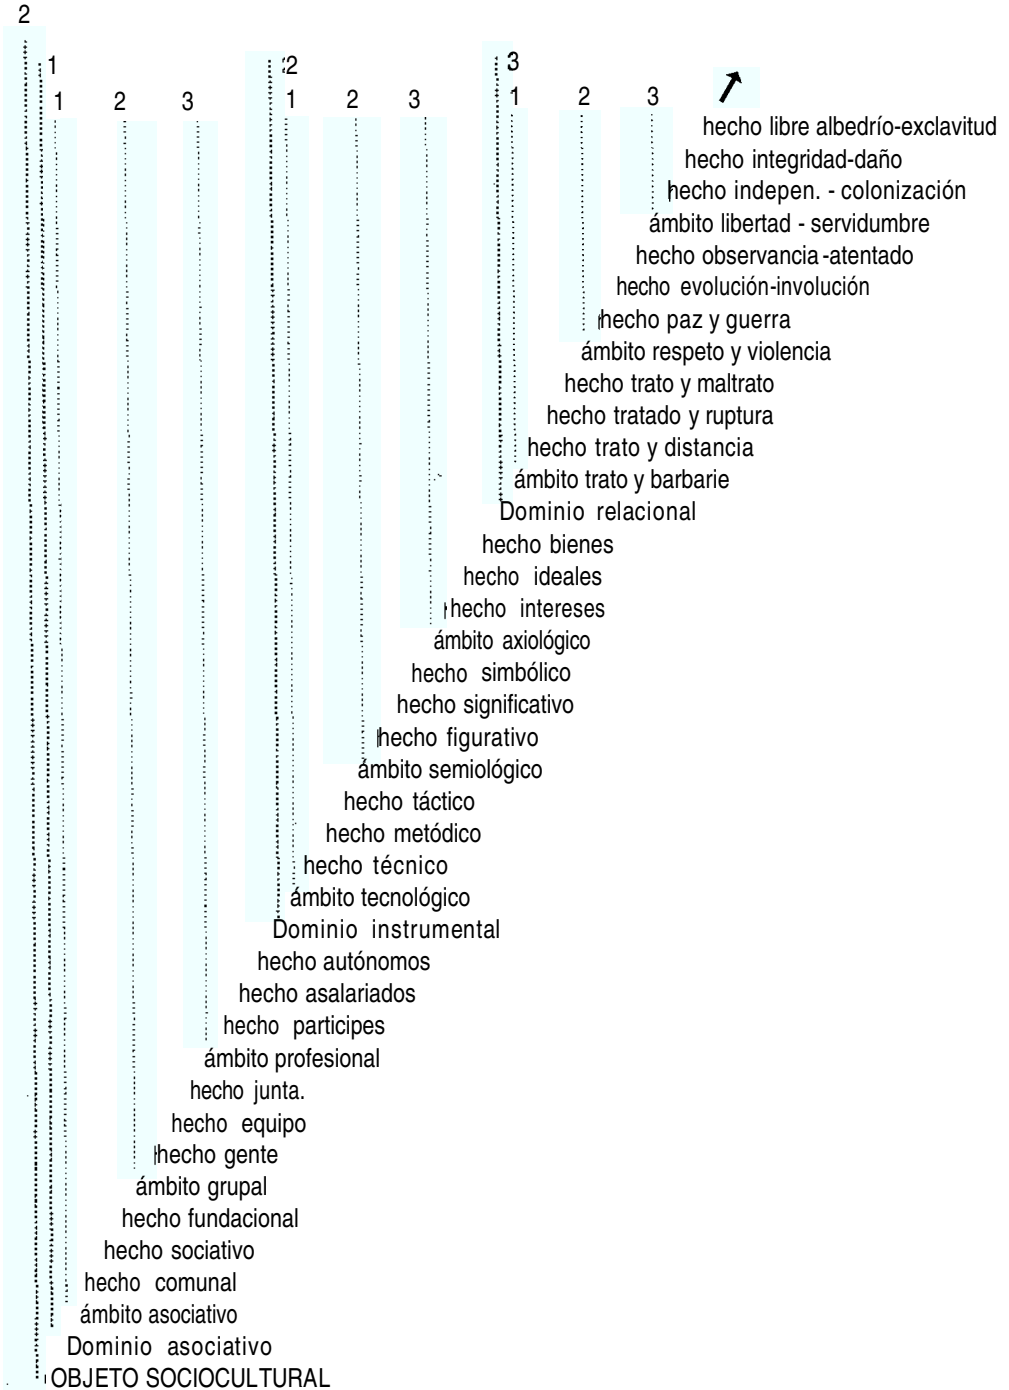 2
1 2 3
1 2 3 1 2 3 1 2 3
hecho libre albedrío-exclavitud
hecho integridad-daño
hecho indepen. - colonización
ámbito libertad - servidumbre
hecho observancia-atentado
hecho evolución-involución
hecho paz y guerra
ámbito respeto y violencia
hecho trato y maltrato
hecho tratado y ruptura
hecho trato y distancia
ámbito trato y barbarie
Dominio relacional
hecho bienes
hecho ideales
hecho intereses
ámbito axiológico
hecho simbólico
hecho significativo
hecho figurativo
ámbito semiológico
hecho táctico
hecho metódico
hecho técnico
ámbito tecnológico
Dominio instrumental
hecho autónomos
hecho asalariados
hecho participes
ámbito profesional
hecho junta.
hecho equipo
hecho gente
ámbito grupal
hecho fundacional
hecho sociativo
hecho comunal
ámbito asociativo
Dominio asociativo
OBJETO SOCIOCULTURAL